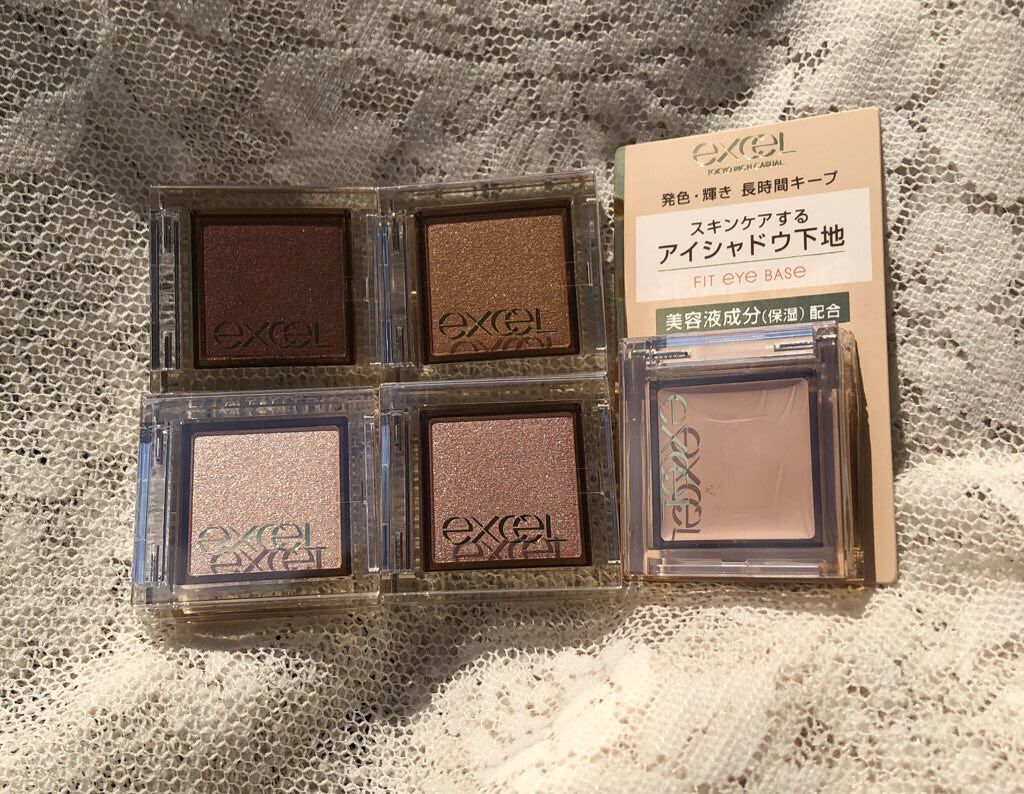 excel
TOKYO RICH CASUAL
発色・輝き 長時間キープ
スキンケアする
アイシャドウ下地
FIT eye BASe
美容液成分(保湿)配合
excel
excel
excel
excel
excel